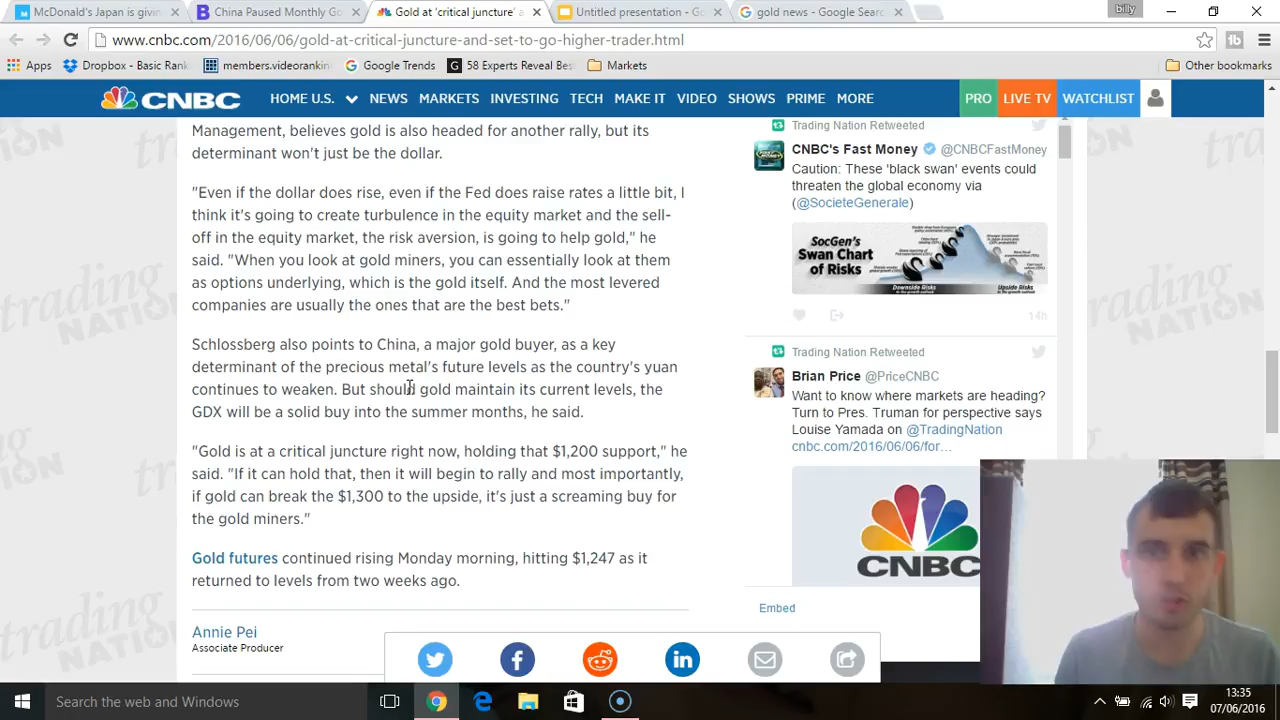 McDonald's Japan is givin
China Paused Monthly Go
Gold at 'critical juncture' a
Untitled presentation - Go
gold news - Google Searc
billy
www.cnbc.com/2016/06/06/gold-at-critical-juncture-and-set-to-go-higher-trader.html
Apps
Dropbox - Basic Rank
members.videorankin
Google Trends
58 Experts Reveal Bes
Markets
Other bookmarks
CNBC
HOME U.S.
NEWS
MARKETS
INVESTING
TECH
MAKE IT
VIDEO
SHOWS
PRIME
MORE
PRO
LIVE TV
WATCHLIST
Management, believes gold is also headed for another rally, but its
determinant won't just be the dollar.
"Even if the dollar does rise, even if the Fed does raise rates a little bit, I
think it's going to create turbulence in the equity market and the sell-
off in the equity market, the risk aversion, is going to help gold," he
said. "When you look at gold miners, you can essentially look at them
as options underlying, which is the gold itself. And the most levered
companies are usually the ones that are the best bets."
Schlossberg also points to China, a major gold buyer, as a key
determinant of the precious metal's future levels as the country's yuan
continues to weaken. But should gold maintain its current levels, the
GDX will be a solid buy into the summer months, he said.
"Gold is at a critical juncture right now, holding that $1,200 support," he
said. "If it can hold that, then it will begin to rally and most importantly,
if gold can break the $1,300 to the upside, it's just a screaming buy for
the gold miners."
Gold futures continued rising Monday morning, hitting $1,247 as it
returned to levels from two weeks ago.
Annie Pei
Associate Producer
Trading Nation Retweeted
CNBC's Fast Money @CNBCFastMoney
Caution: These 'black swan' events could
threaten the global economy via
(@SocieteGenerale)
SocGen's
Swan Chart
of Risks
Downside Risks
Upside Risks
14h
Trading Nation Retweeted
Brian Price @PriceCNBC
Want to know where markets are heading?
Turn to Pres. Truman for perspective says
Louise Yamada on @TradingNation
cnbc.com/2016/06/06/for…
CNBC
Embed
trading
NATION
Search the web and Windows
13:35
07/06/2016